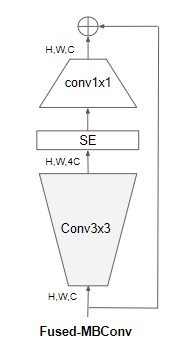 H,W,C
conv1x1
SE
H,W,4C
Conv3x3
H,W,C
Fused-MBConv